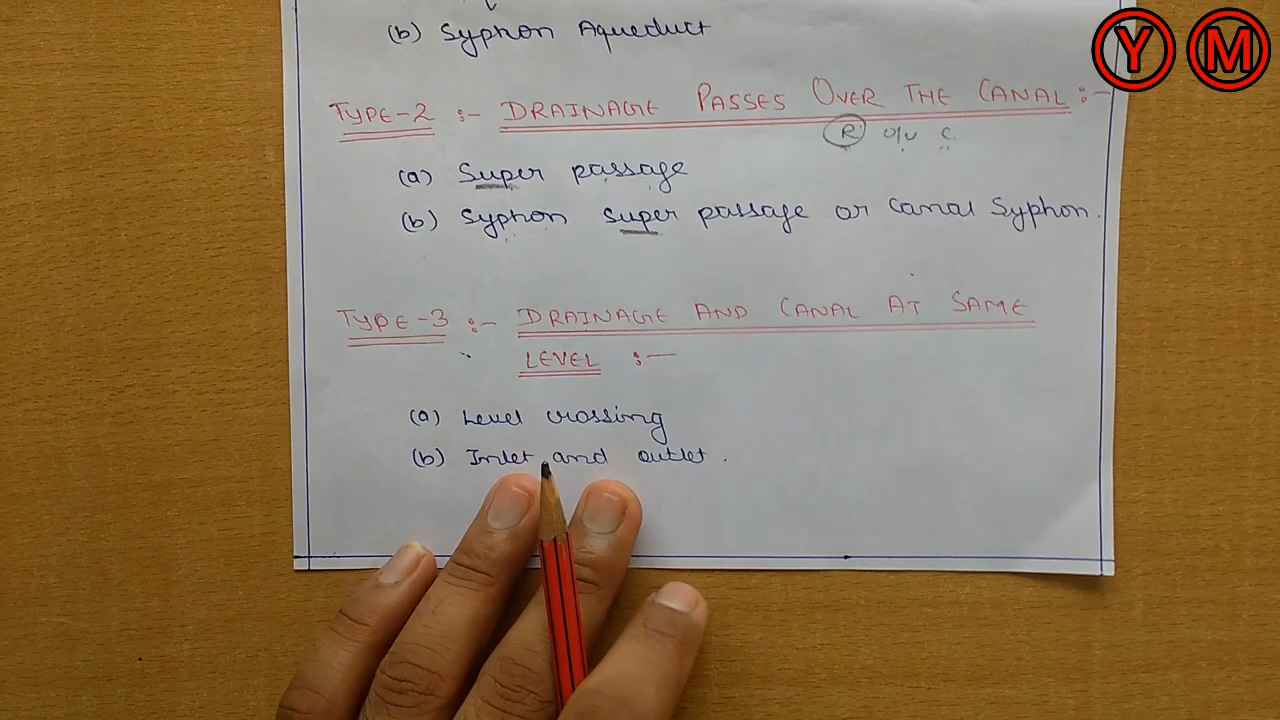 (b) Syphon Aqueduct
Y M
TYPE-2 :- DRAINAGE PASSES OVER THE CANAL :-
R o/v C.
(a) Super passage
(b) Syphon super passage or Canal Syphon.
TYPE-3 :- DRAINAGE AND CANAL AT SAME
LEVEL :-
(a) Level crossing
(b) Inlet and outlet.